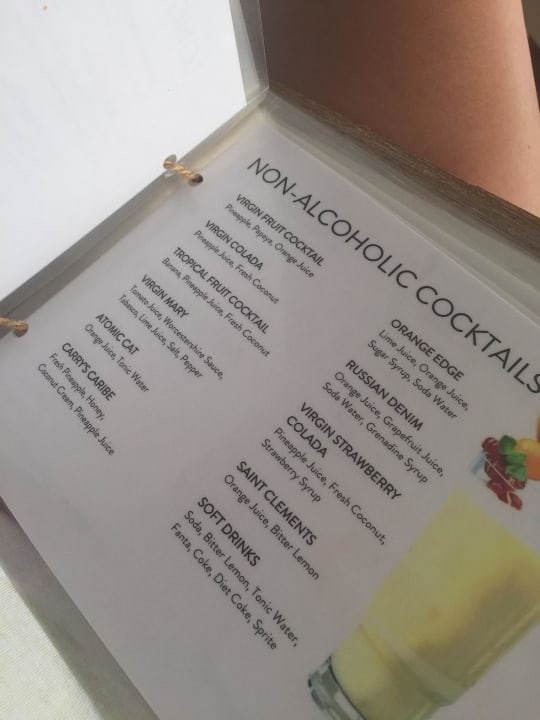 NON-ALCOHOLIC COCKTAILS
VIRGIN FRUIT COCKTAIL
Pineapple, Papaya, Orange Juice
VIRGIN COLADA
Pineapple Juice, Fresh Coconut
TROPICAL FRUIT COCKTAIL
Banana, Pineapple Juice, Fresh Coconut
VIRGIN MARY
Tomato Juice, Worcestershire Sauce,
Tabasco, Lime Juice, Salt, Pepper
ATOMIC CAT
Orange Juice, Tonic Water
CARRYS CARIBE
Fresh Pineapple, Honey,
Coconut Cream, Pineapple Juice
ORANGE EDGE
Lime Juice, Orange Juice,
Sugar Syrup, Soda Water
RUSSIAN DENIM
Orange Juice, Grapefruit Juice,
Soda Water, Grenadine Syrup
VIRGIN STRAWBERRY
COLADA
Pineapple Juice, Fresh Coconut,
Strawberry Syrup
SAINT CLEMENTS
Orange Juice, Bitter Lemon
SOFT DRINKS
Soda, Bitter Lemon, Tonic Water,
Fanta, Coke, Diet Coke, Sprite